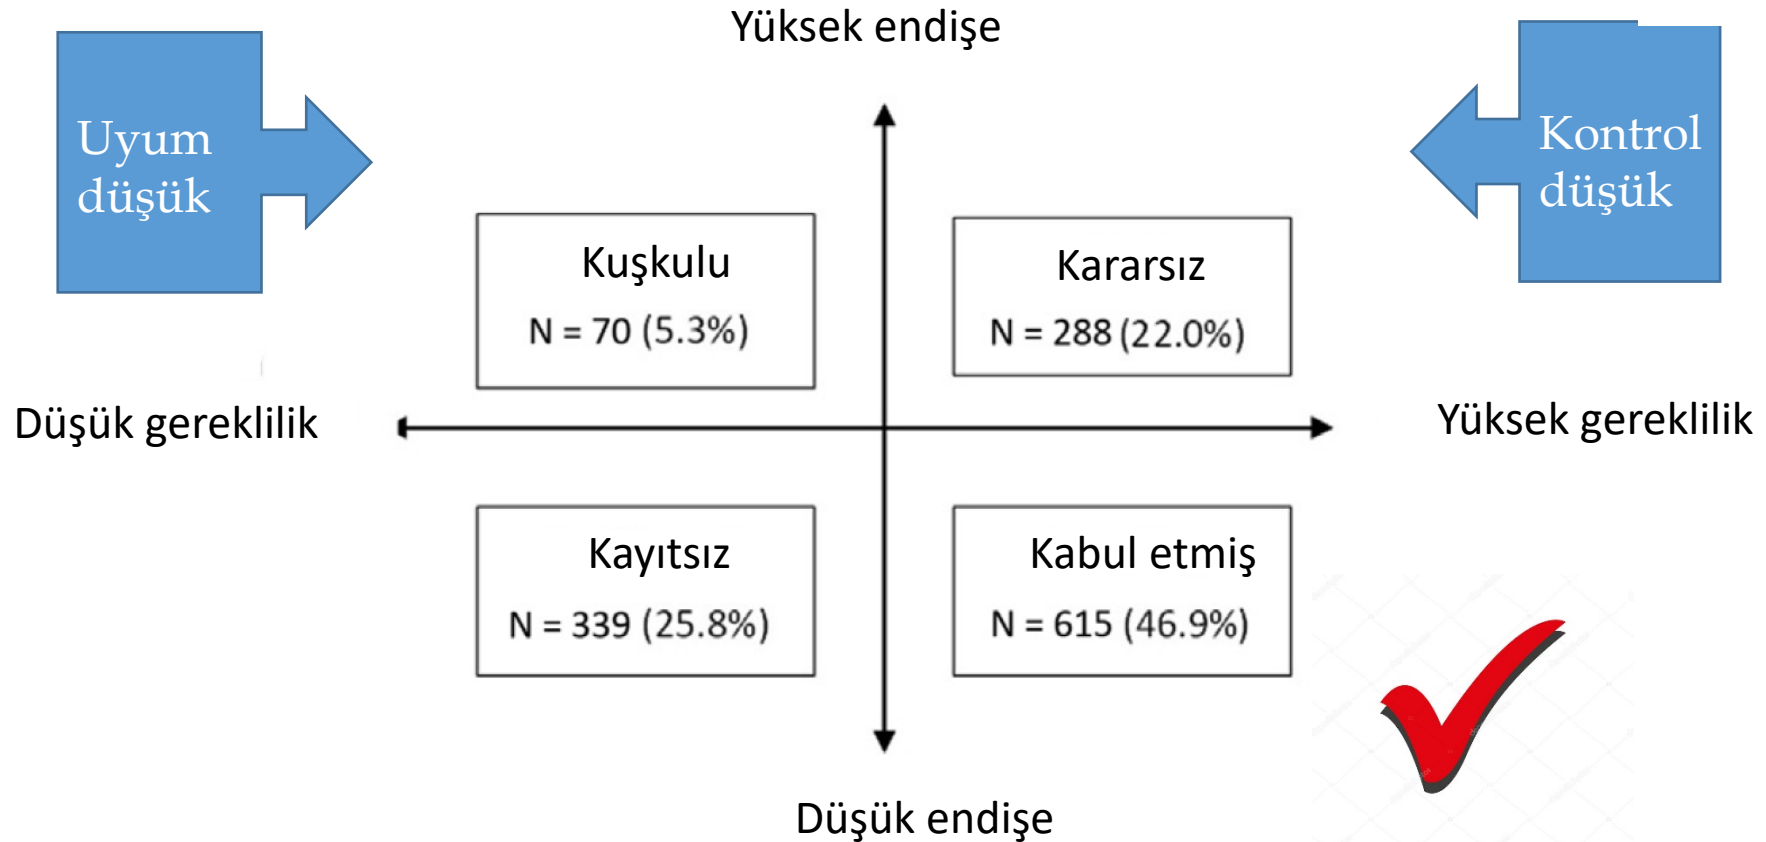 Yüksek endişe
Uyum
düşük
Kontrol
düşük
Kuşkulu
N = 70 (5.3%)
Kararsız
N = 288 (22.0%)
Düşük gereklilik
Yüksek gereklilik
Kayıtsız
N = 339 (25.8%)
Kabul etmiş
N = 615 (46.9%)
Düşük endişe